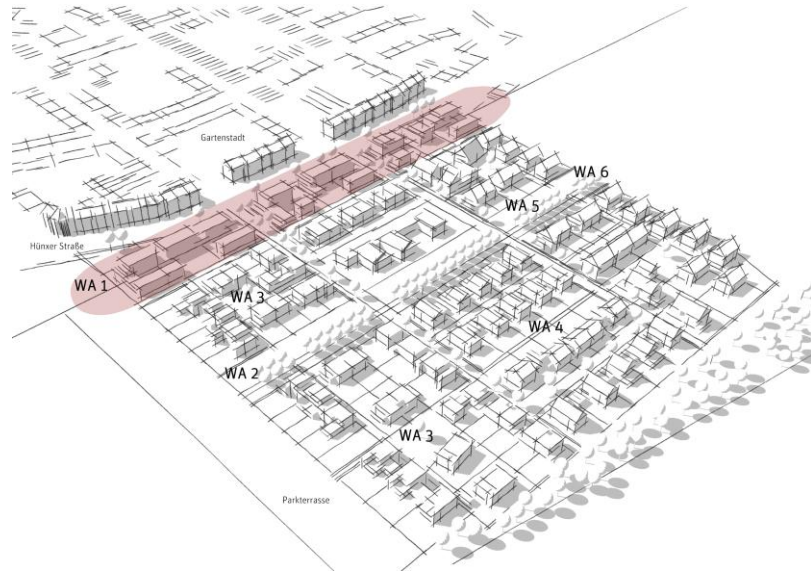 Gartenstadt
WA 6
WA 5
Hünxer Straße
WA 1
WA 3
WA 4
WA 2
WA 3
Parkterrasse